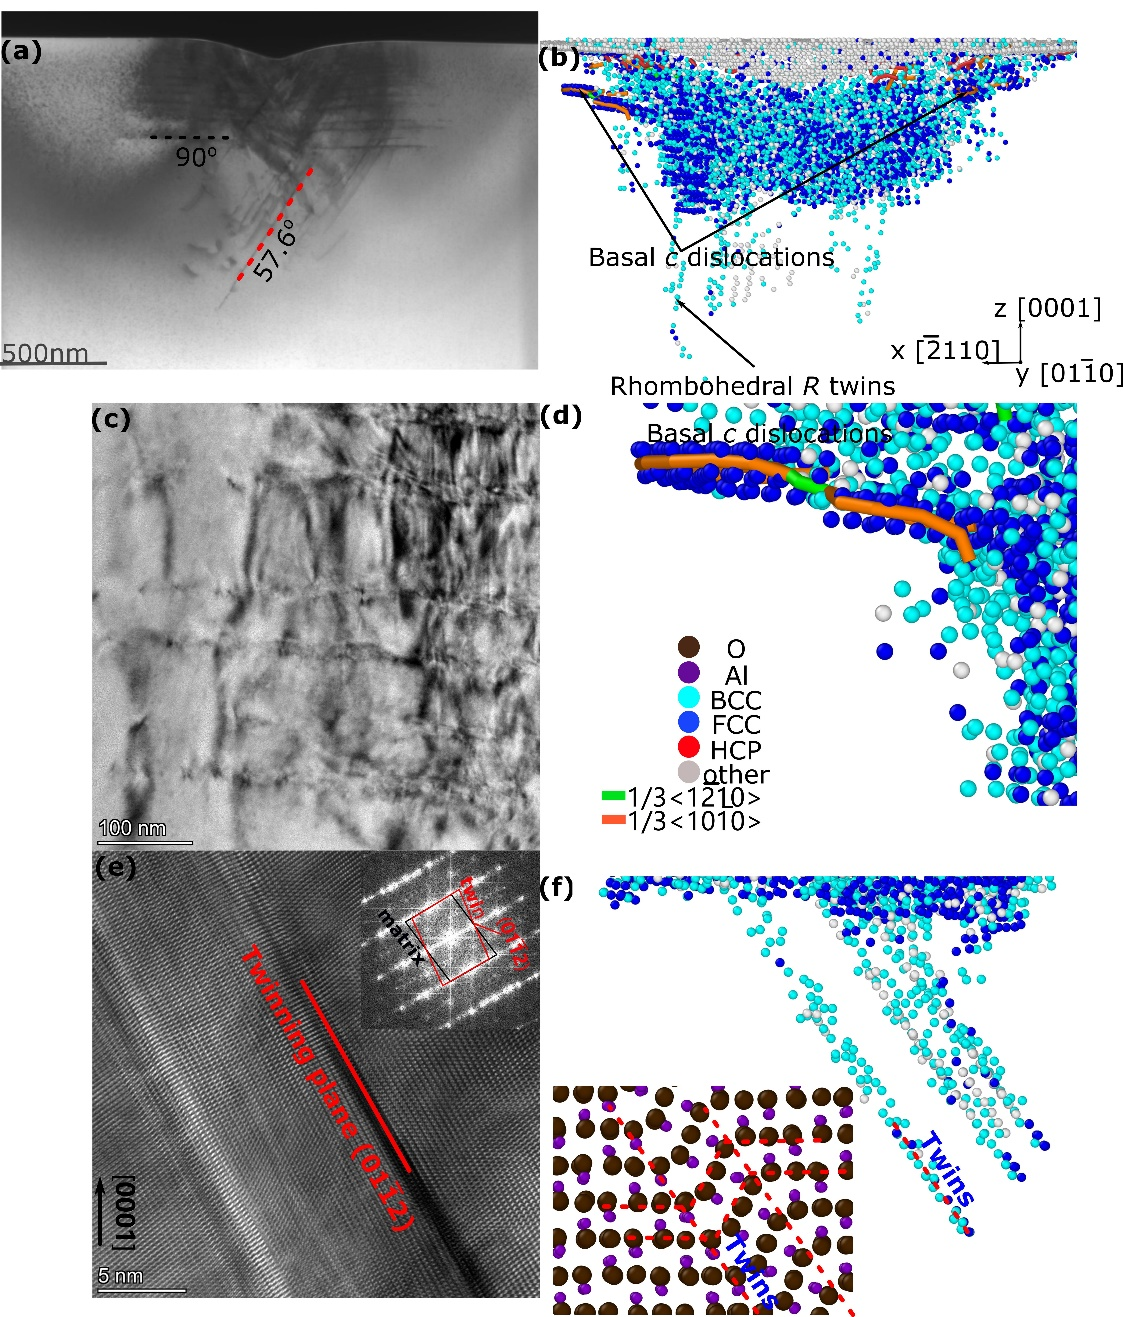 (a)
90º
57.6º
500nm
(b)
Basal c dislocations
z [0001]
x [2̅110]
y [011̅0]
Rhombohedral R twins
(c)
100 nm
(d)
Basal c dislocations
O
Al
BCC
FCC
HCP
other
1/3<12̅10>
1/3<101̅0>
(e)
matrix
twin (011̅2)
Twinning plane (011̅2)
[0001]
5 nm
(f)
Twins
Twins